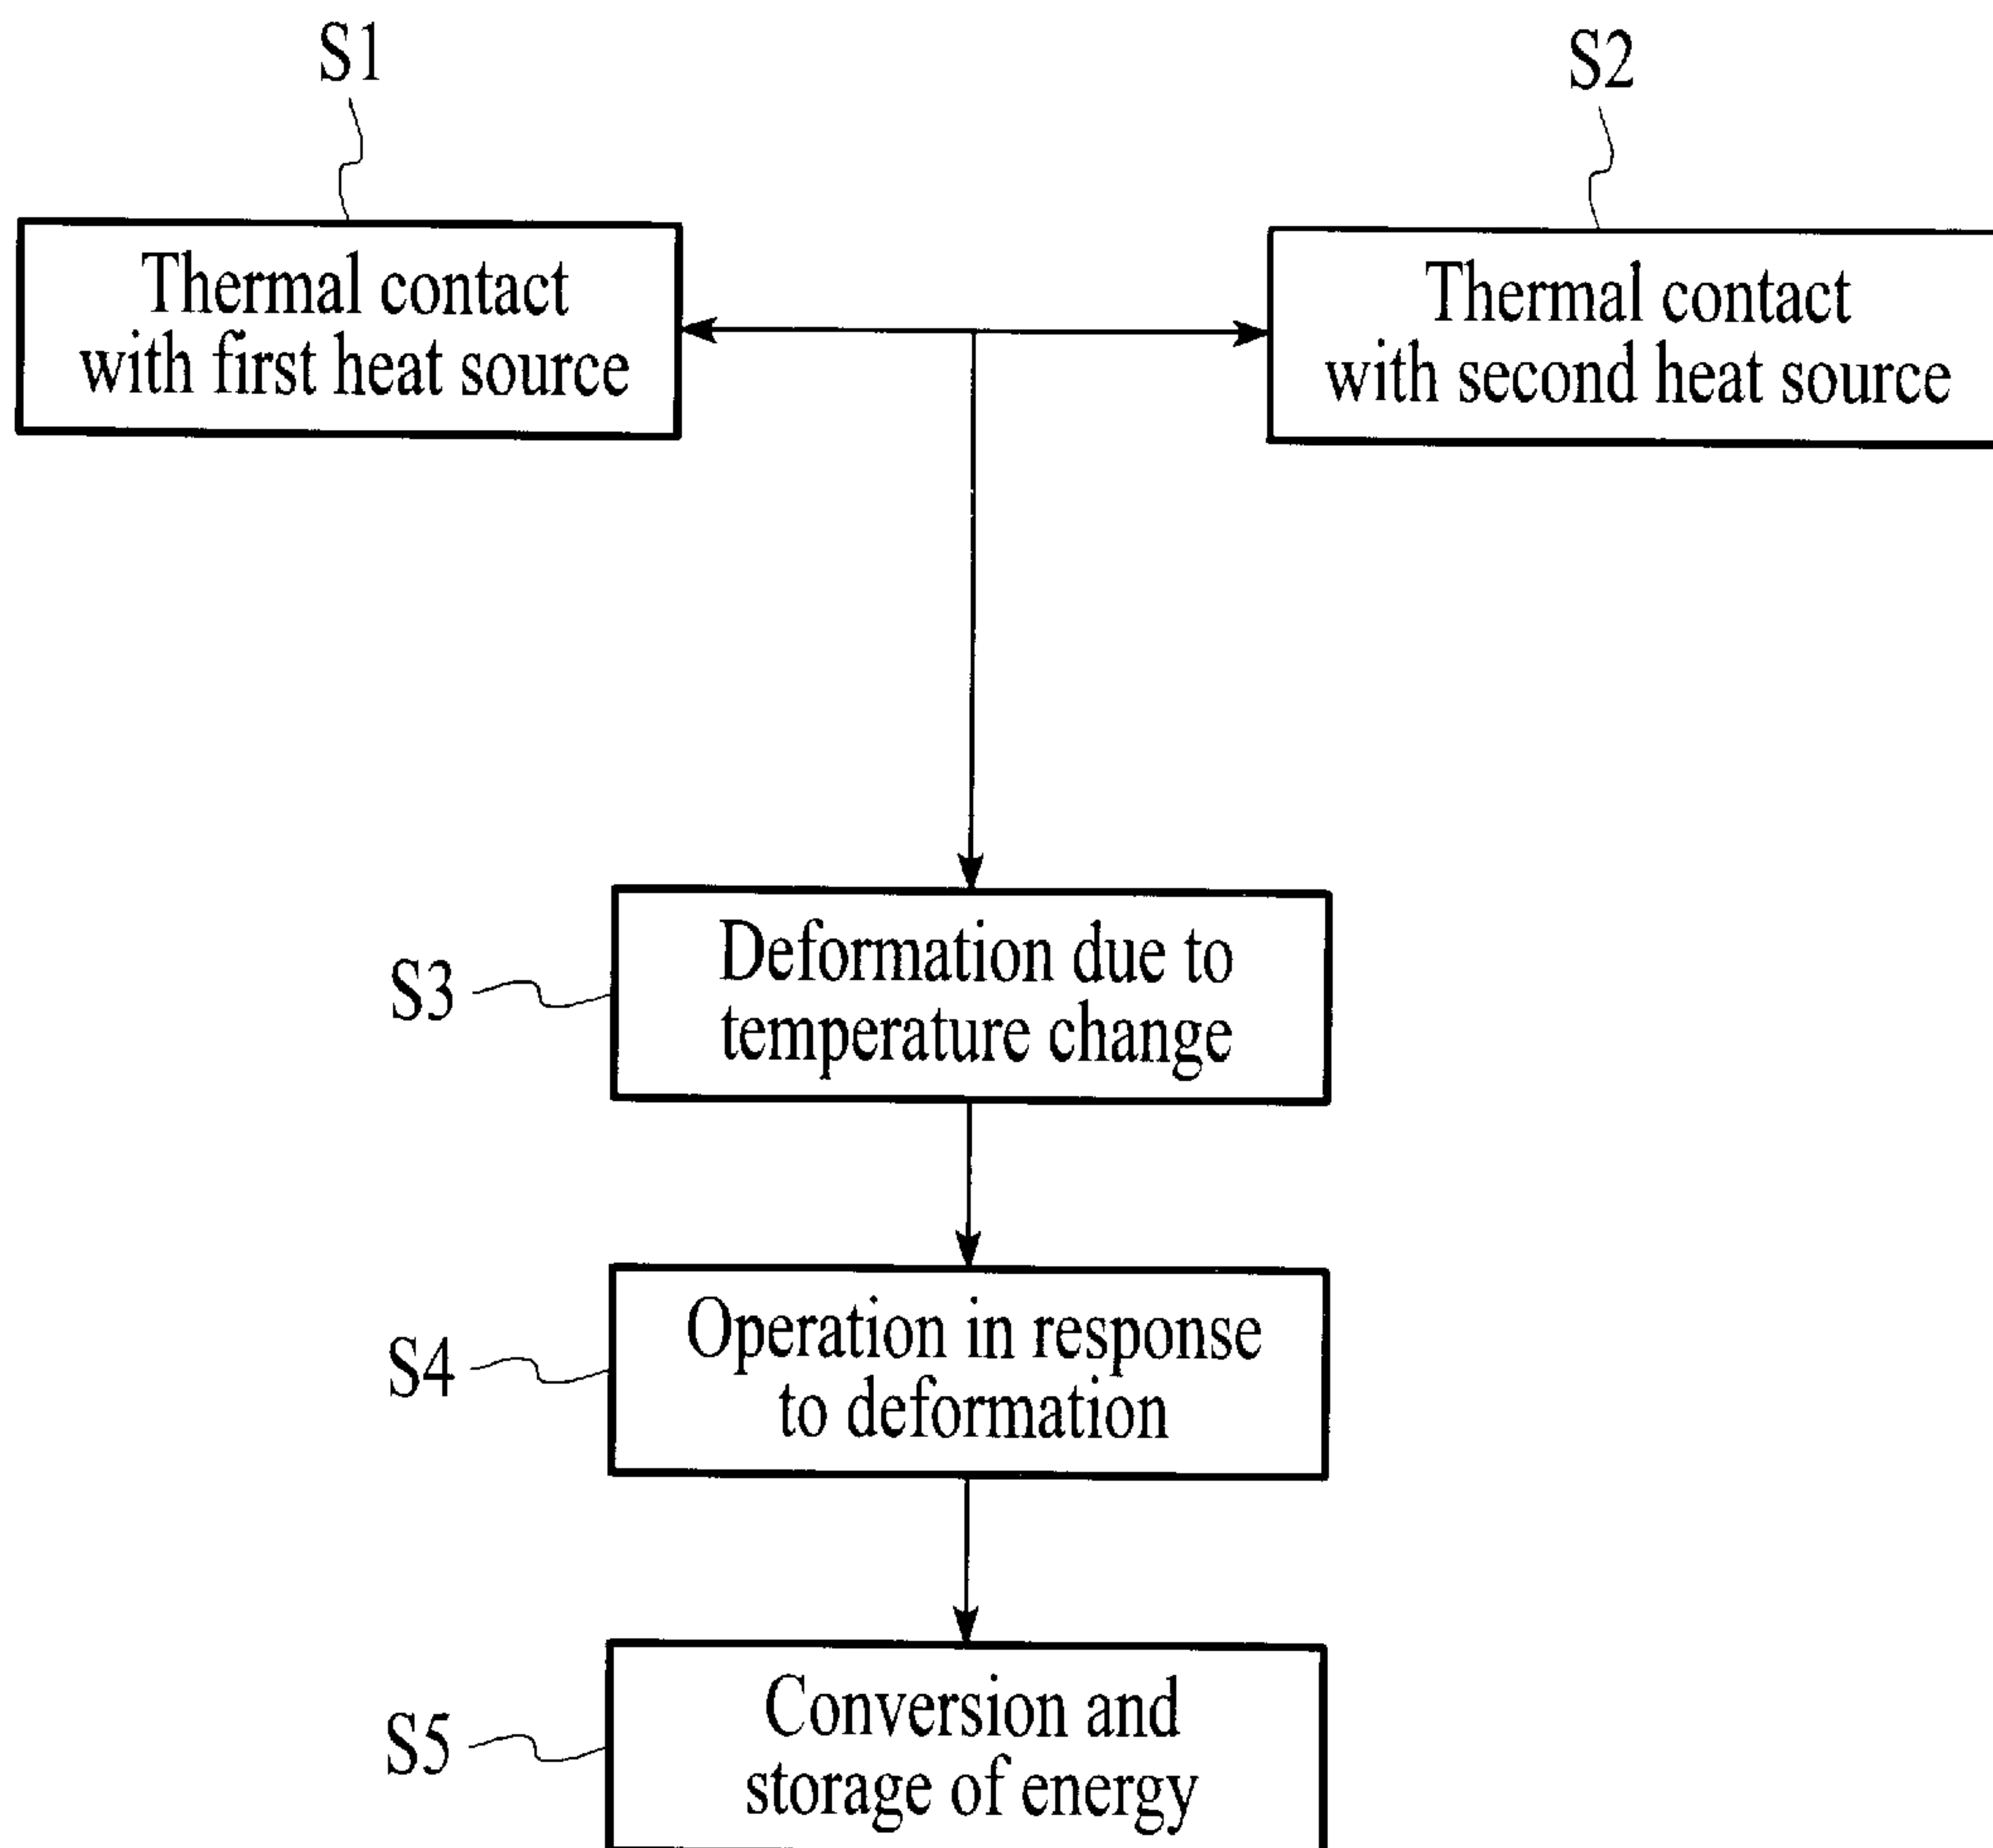 S1
S2
Thermal contact
with first heat source
Thermal contact
with second heat source
S3
Deformation due to
temperature change
S4
Operation in response
to deformation
S5
Conversion and
storage of energy